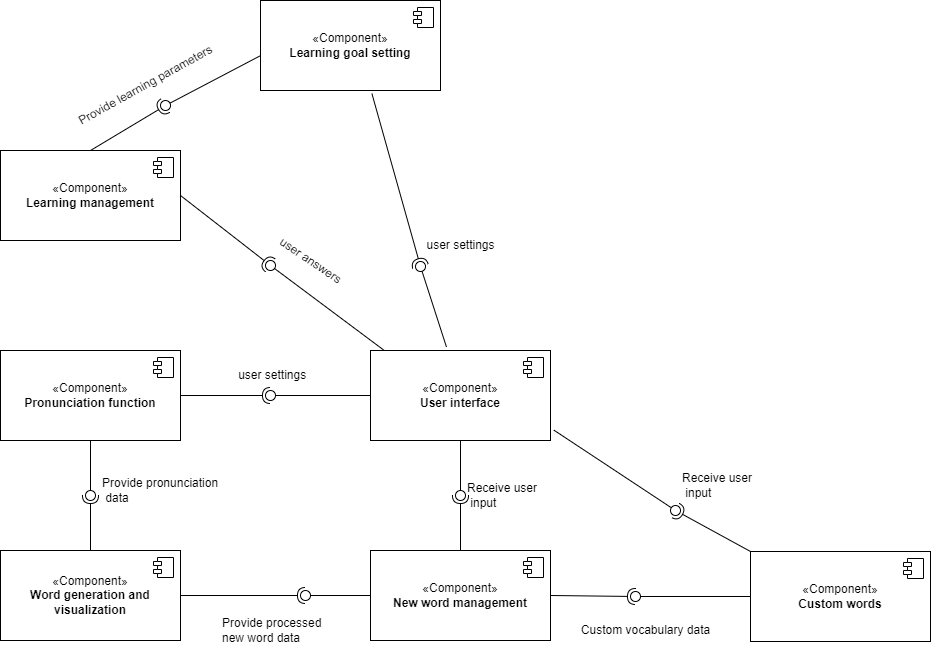 «Component»
Learning goal setting
Provide learning parameters
«Component»
Learning management
user answers
user settings
«Component»
Pronunciation function
user settings
«Component»
User interface
Provide pronunciation
data
Receive user
input
Receive user
input
«Component»
Word generation and
visualization
Provide processed
new word data
«Component»
New word management
Custom vocabulary data
«Component»
Custom words